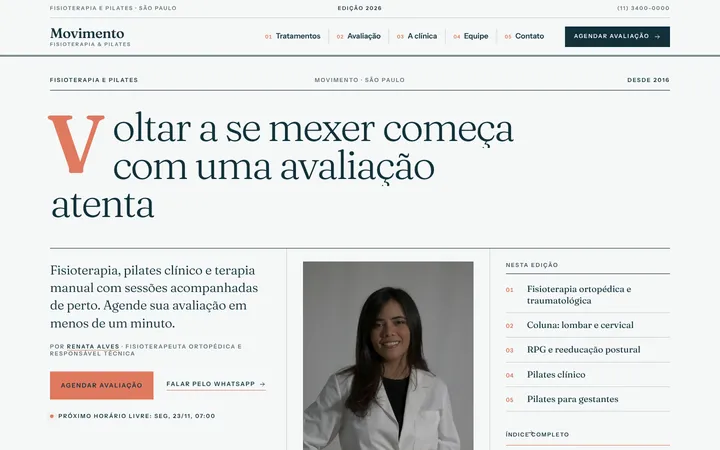 FISIOTERAPIA E PILATES · SÃO PAULO
EDIÇÃO 2026
(11) 3400-0000
Movimento
FISIOTERAPIA & PILATES
01 Tratamentos
02 Avaliação
03 A clínica
04 Equipe
05 Contato
AGENDAR AVALIAÇÃO →
FISIOTERAPIA E PILATES
MOVIMENTO · SÃO PAULO
DESDE 2016
Voltar a se mexer começa
com uma avaliação
atenta
Fisioterapia, pilates clínico e terapia
manual com sessões acompanhadas
de perto. Agende sua avaliação em
menos de um minuto.
POR RENATA ALVES · FISIOTERAPEUTA ORTOPÉDICA E
RESPONSÁVEL TÉCNICA
AGENDAR AVALIAÇÃO
FALAR PELO WHATSAPP →
PRÓXIMO HORÁRIO LIVRE: SEG, 23/11, 07:00
NESTA EDIÇÃO
01 Fisioterapia ortopédica e
traumatológica
02 Coluna: lombar e cervical
03 RPG e reeducação postural
04 Pilates clínico
05 Pilates para gestantes
ÍNDICE COMPLETO